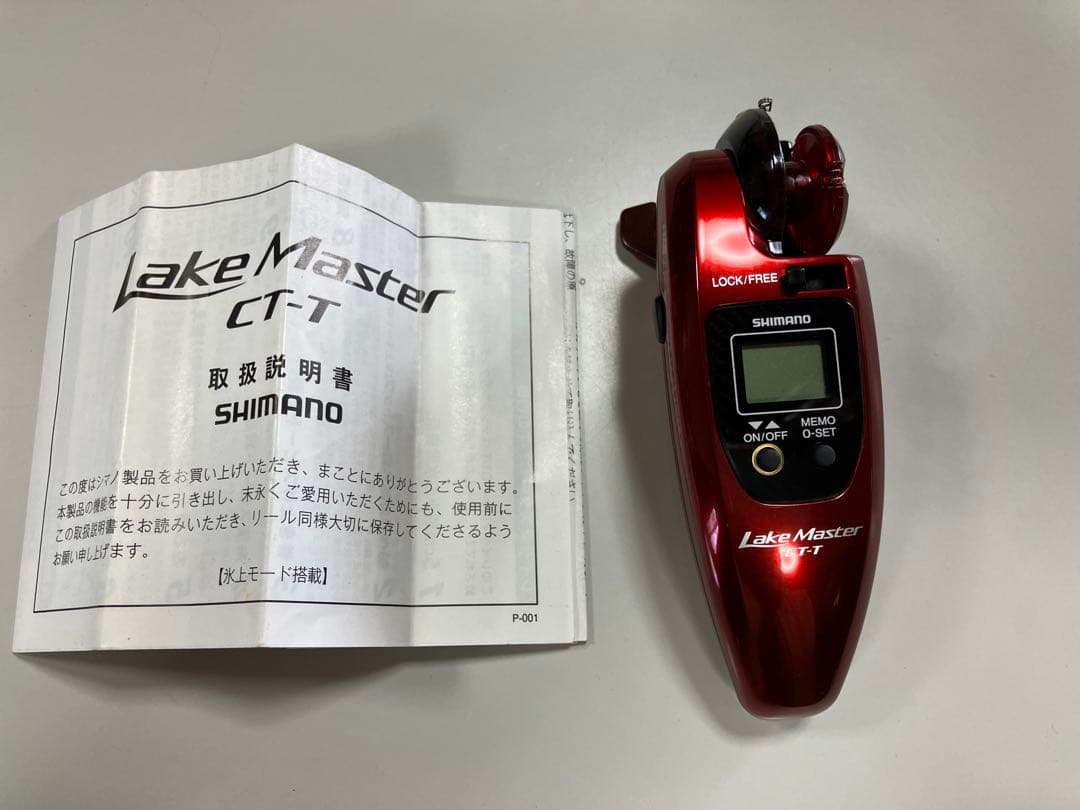 Lake Master
CT-T
取扱説明書
SHIMANO
この度はシマノ製品をお買い上げいただき、まことにありがとうございます。
本製品の機能を十分に引き出し、末永くご愛用いただくためにも、使用前に
この取扱説明書をお読みいただき、リール同様大切に保存してくださるよう
お願い申し上げます。
【氷上モード搭載】
P-001
LOCK/FREE
SHIMANO
▼▲
ON/OFF
MEMO
0-SET
Lake Master
CT-T